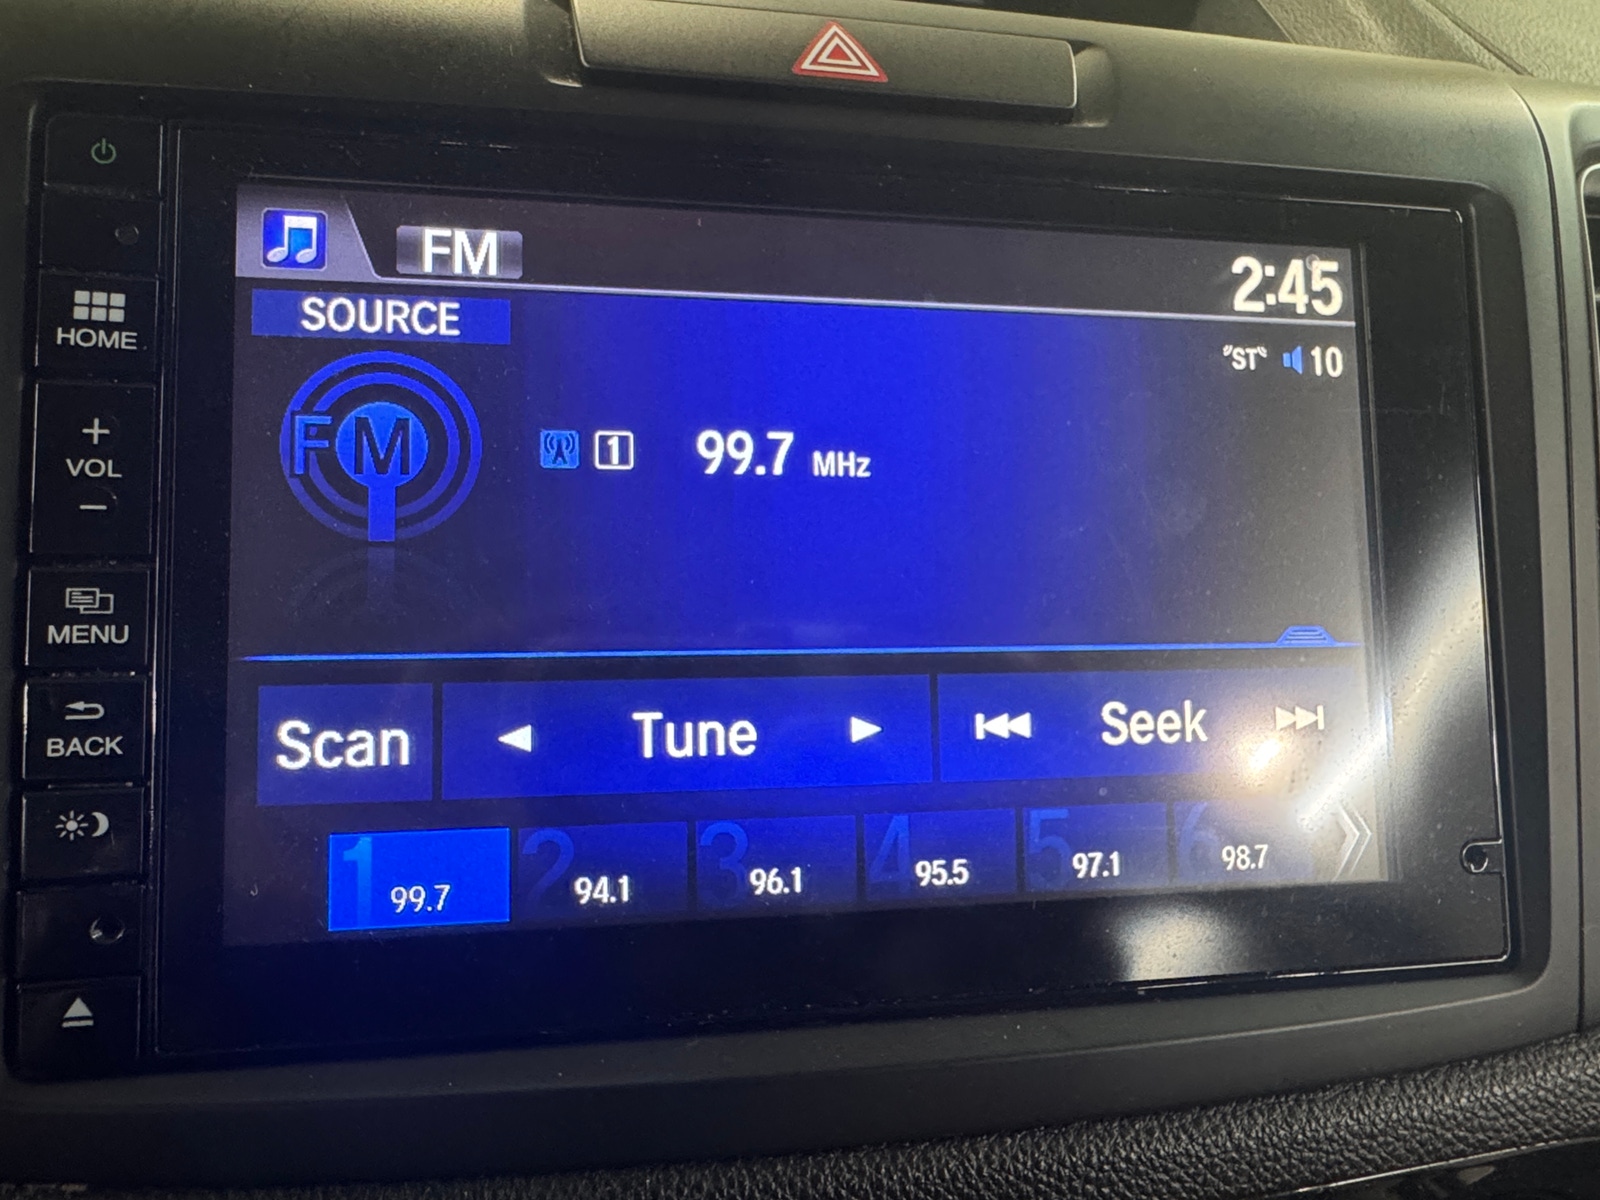 FM
2:45
SOURCE
"ST" 10
FM
1 99.7 MHz
HOME
+
VOL
−
MENU
BACK
Scan Tune Seek
1 99.7
2 94.1
3 96.1
4 95.5
5 97.1
6 98.7